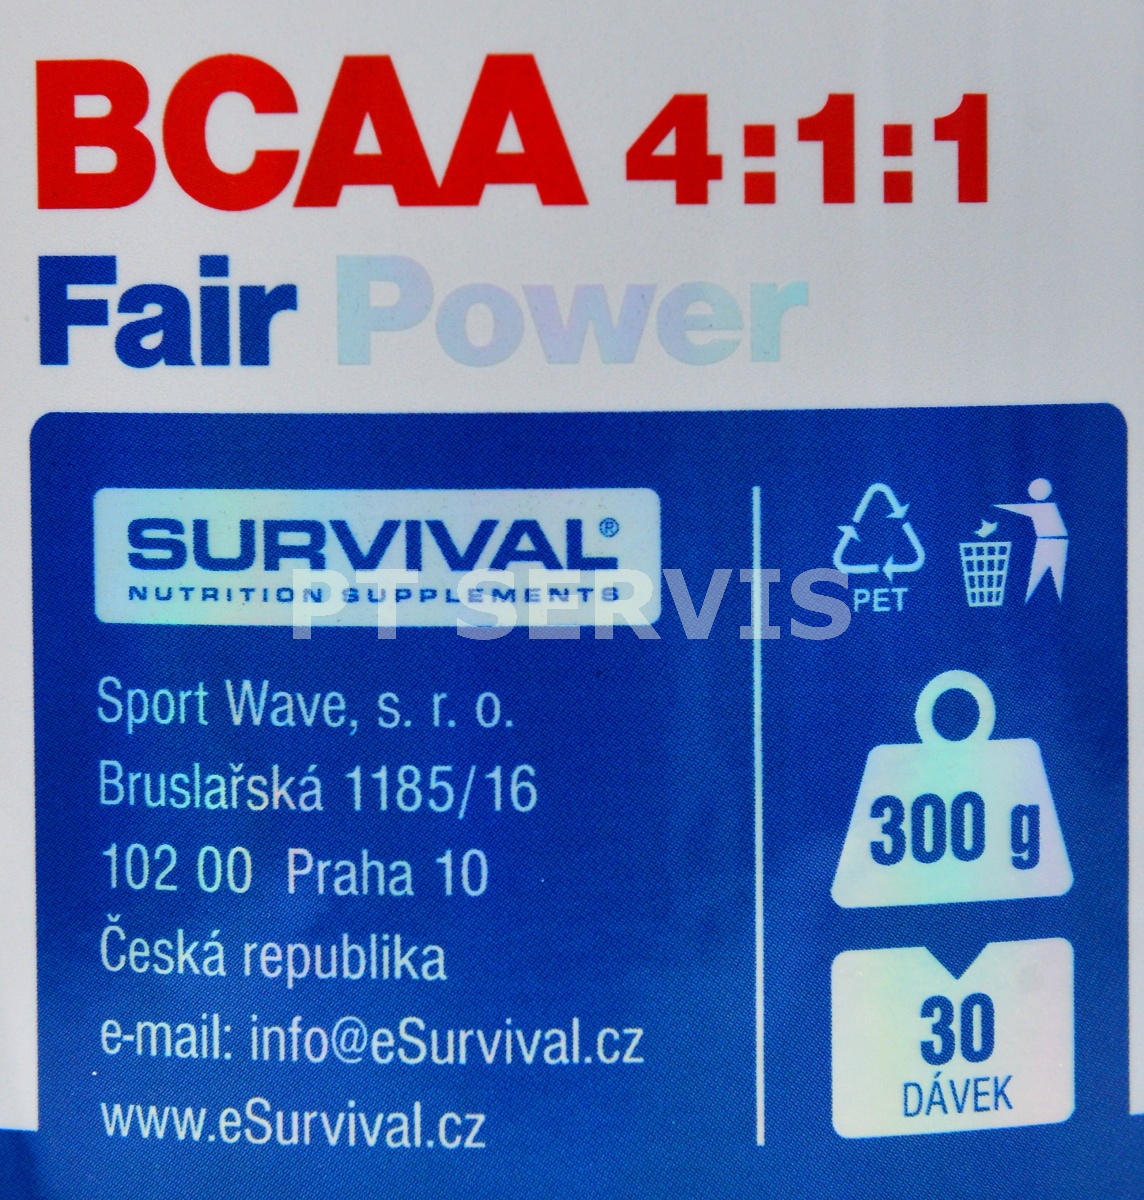 BCAA 4:1:1
Fair Power
SURVIVAL®
NUTRITION SUPPLEMENTS
PT SERVIS
PET
Sport Wave, s. r. o.
Bruslařská 1185/16
102 00 Praha 10
Česká republika
e-mail: info@eSurvival.cz
www.eSurvival.cz
300 g
30
DÁVEK